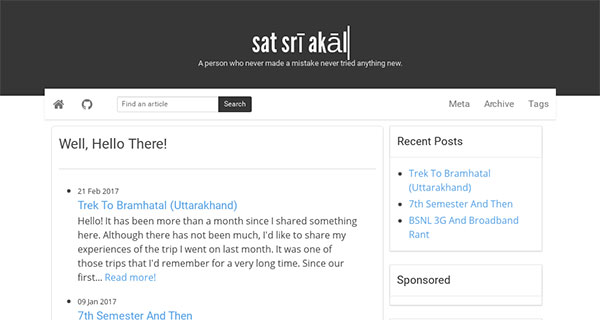 sat srī akāl
A person who never made a mistake never tried anything new.
Find an article
Search
Meta
Archive
Tags
Well, Hello There!
21 Feb 2017
Trek To Bramhatal (Uttarakhand)
Hello! It has been more than a month since I shared something
here. Although there has not been much, I'd like to share my
experiences of the trip I went on last month. It was one of
those trips that I'd remember for a very long time. Since our
first... Read more!
09 Jan 2017
7th Semester And Then
Recent Posts
Trek To Bramhatal
(Uttarakhand)
7th Semester And Then
BSNL 3G And Broadband
Rant
Sponsored